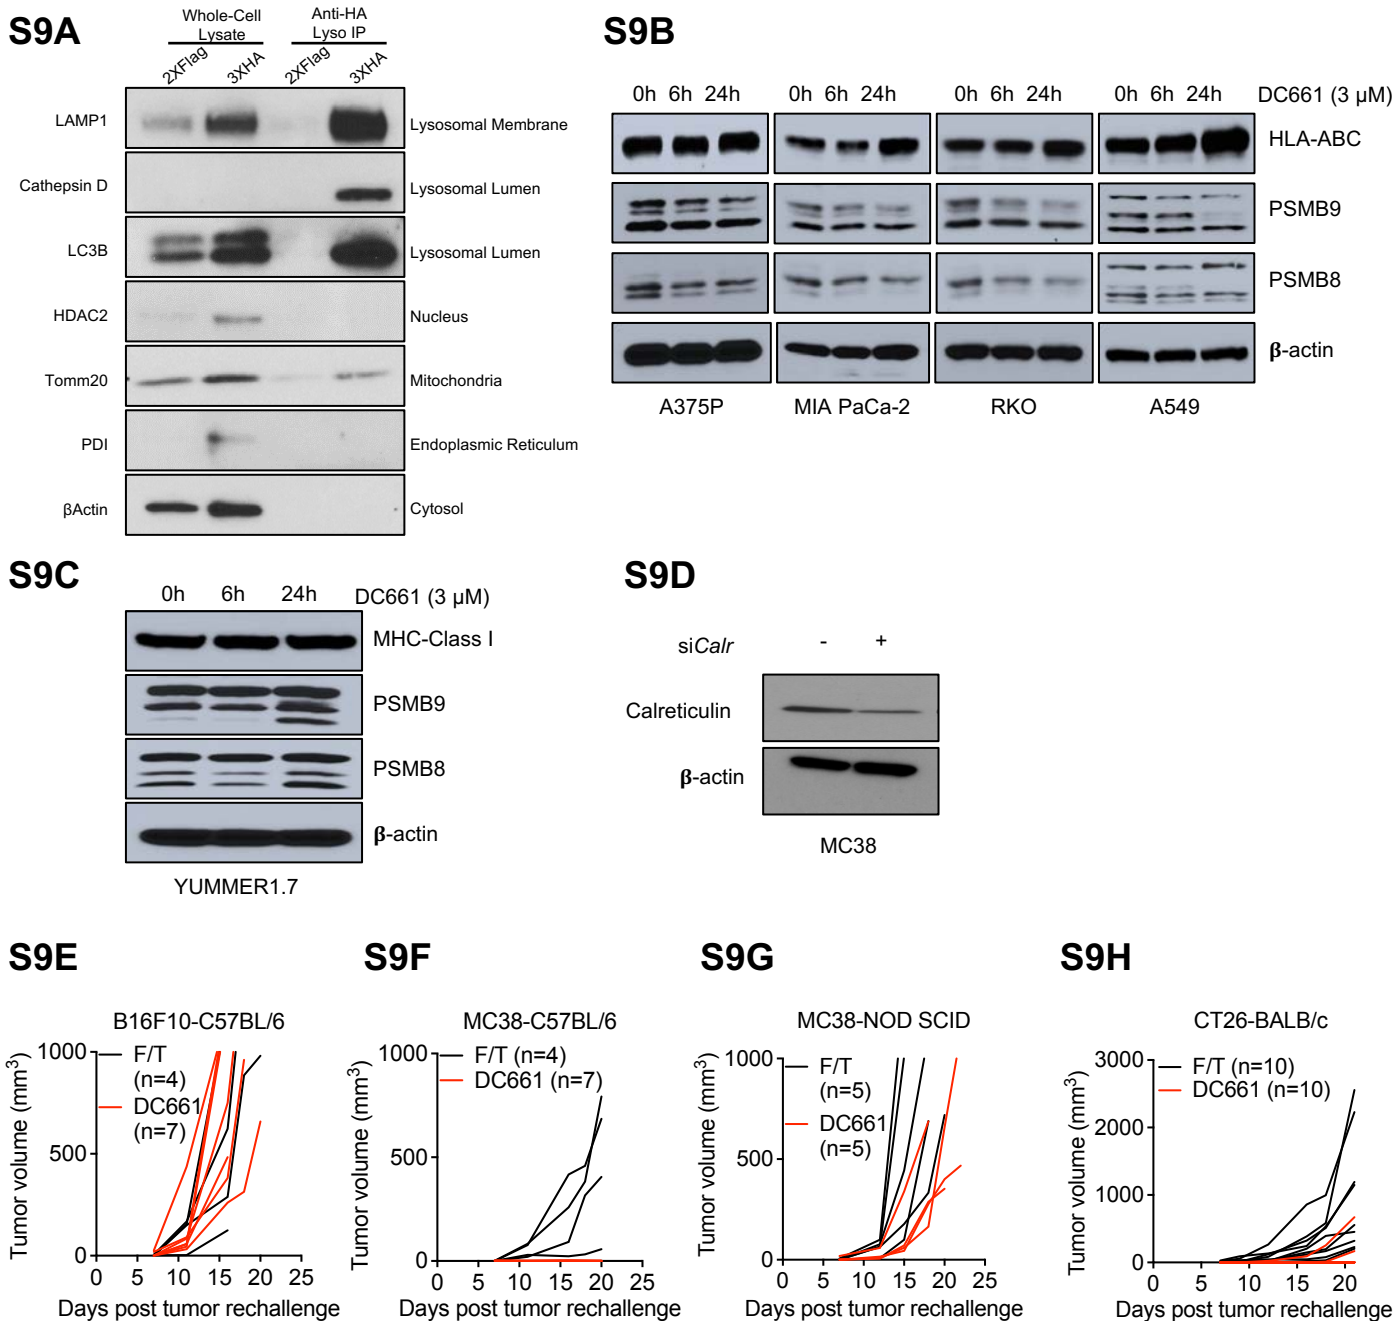 S9A
Whole-Cell
Lysate
Anti-HA
Lyso IP
2XFlag
3XHA
2XFlag
3XHA
LAMP1
Lysosomal Membrane
Cathepsin D
Lysosomal Lumen
LC3B
Lysosomal Lumen
HDAC2
Nucleus
Tomm20
Mitochondria
PDI
Endoplasmic Reticulum
βActin
Cytosol
S9B
0h 6h 24h
0h 6h 24h
0h 6h 24h
0h 6h 24h
DC661 (3 µM)
HLA-ABC
PSMB9
PSMB8
β-actin
A375P
MIA PaCa-2
RKO
A549
S9C
0h 6h 24h
DC661 (3 µM)
MHC-Class I
PSMB9
PSMB8
β-actin
YUMMER1.7
S9D
siCalr - +
Calreticulin
β-actin
MC38
S9E
B16F10-C57BL/6
F/T
(n=4)
DC661
(n=7)
Tumor volume (mm³)
1000
500
0
0 5 10 15 20 25
Days post tumor rechallenge
S9F
MC38-C57BL/6
F/T (n=4)
DC661 (n=7)
Tumor volume (mm³)
1000
500
0
0 5 10 15 20 25
Days post tumor rechallenge
S9G
MC38-NOD SCID
F/T
(n=5)
DC661
(n=5)
Tumor volume (mm³)
1000
500
0
0 5 10 15 20 25
Days post tumor rechallenge
S9H
CT26-BALB/c
F/T (n=10)
DC661 (n=10)
Tumor volume (mm³)
3000
2000
1000
0
0 5 10 15 20
Days post tumor rechallenge